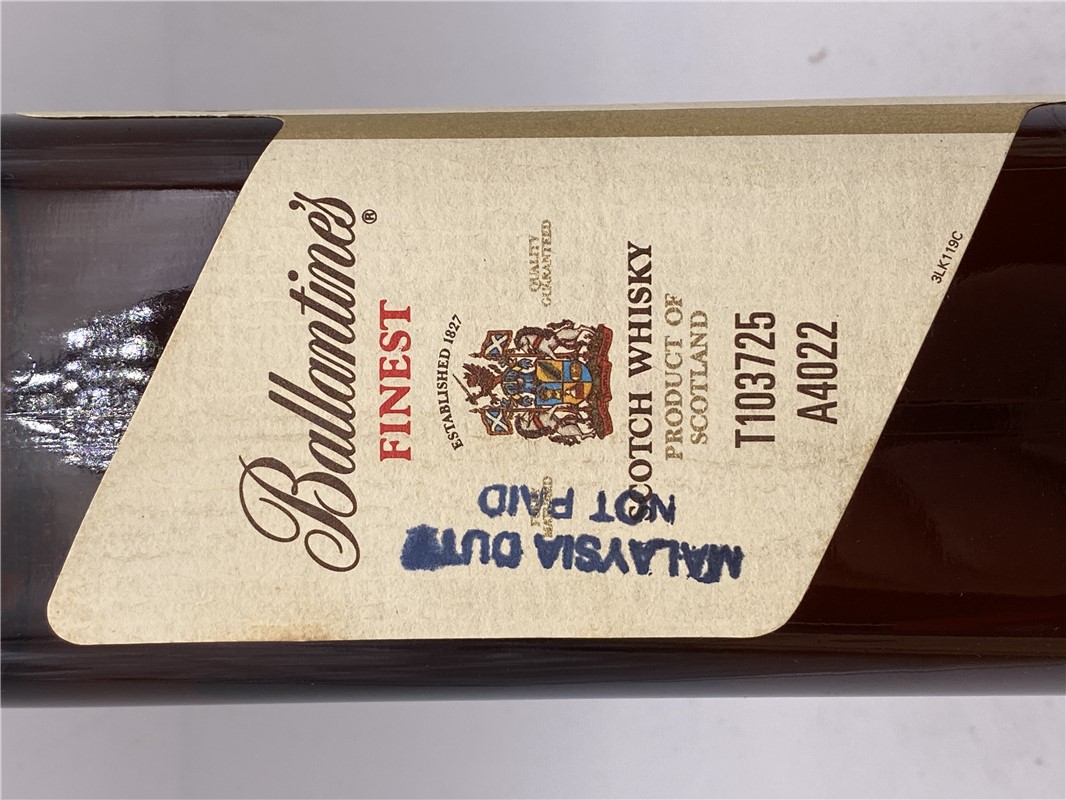 Ballantine's®
FINEST
ESTABLISHED 1827
QUALITY
GUARANTEED
SCOTCH WHISKY
PRODUCT OF
SCOTLAND
T103725
A4022
3LK119C
MALAYSIA DUTY
NOT PAID